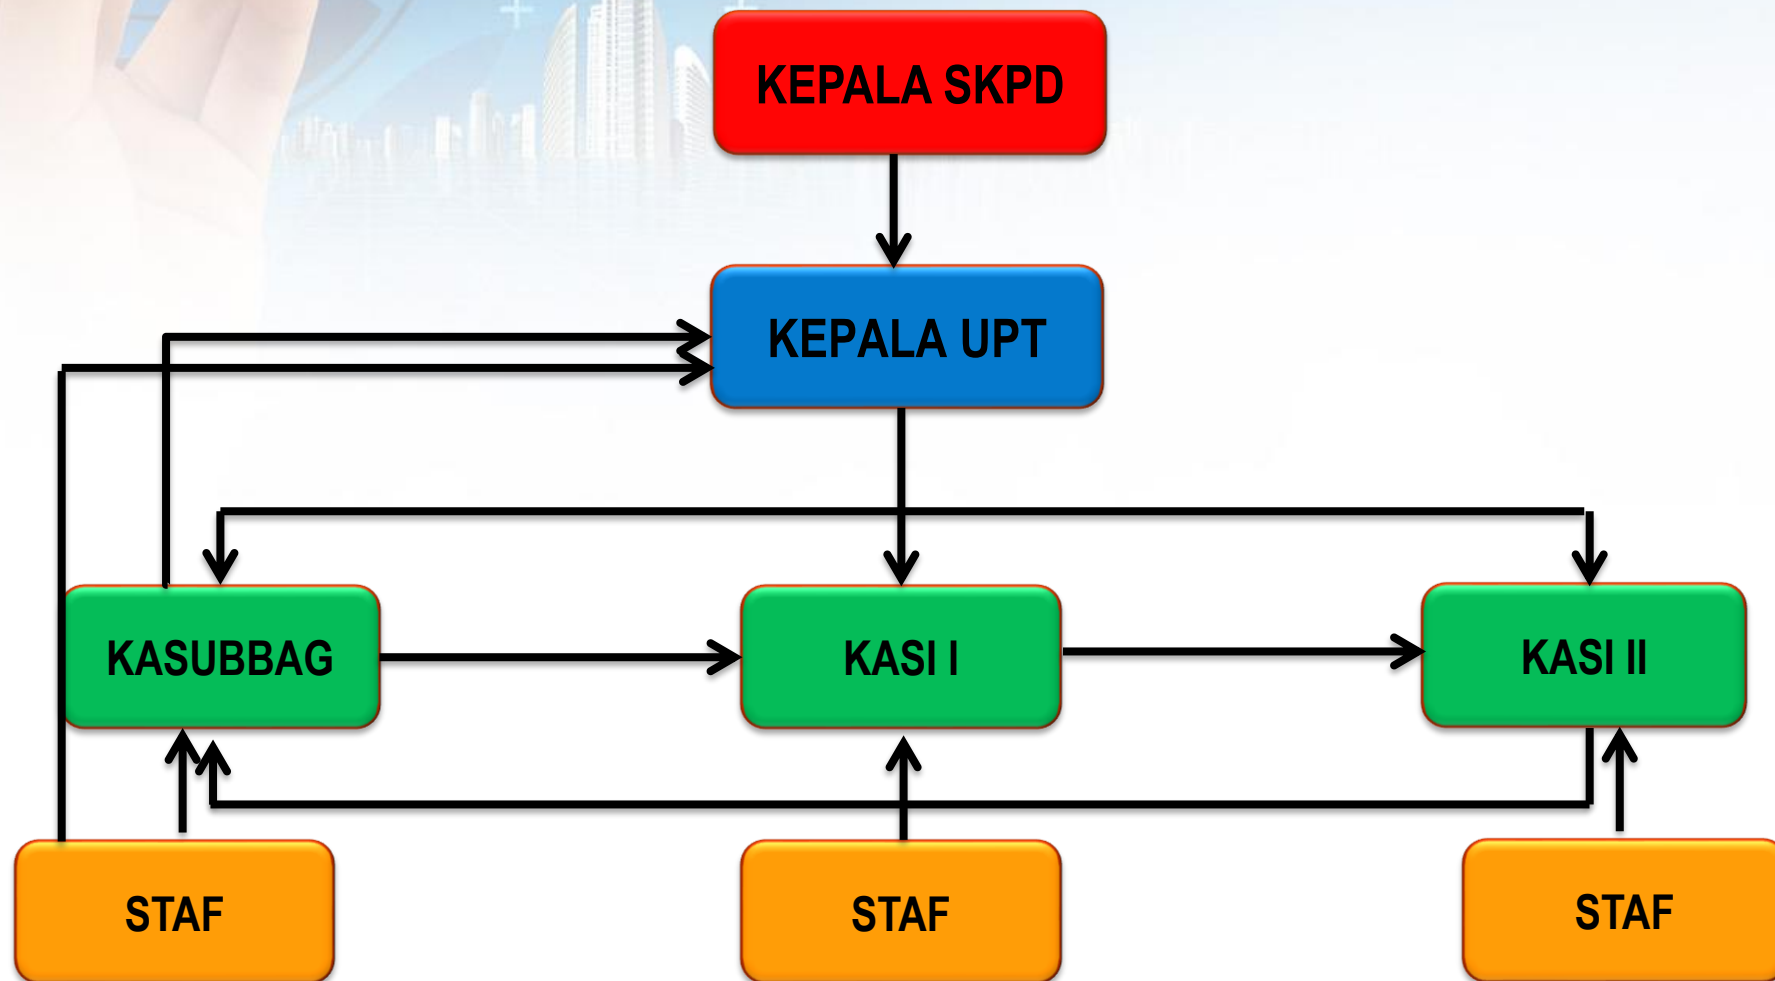 KEPALA SKPD
KEPALA UPT
KASUBBAG
KASI I
KASI II
STAF
STAF
STAF